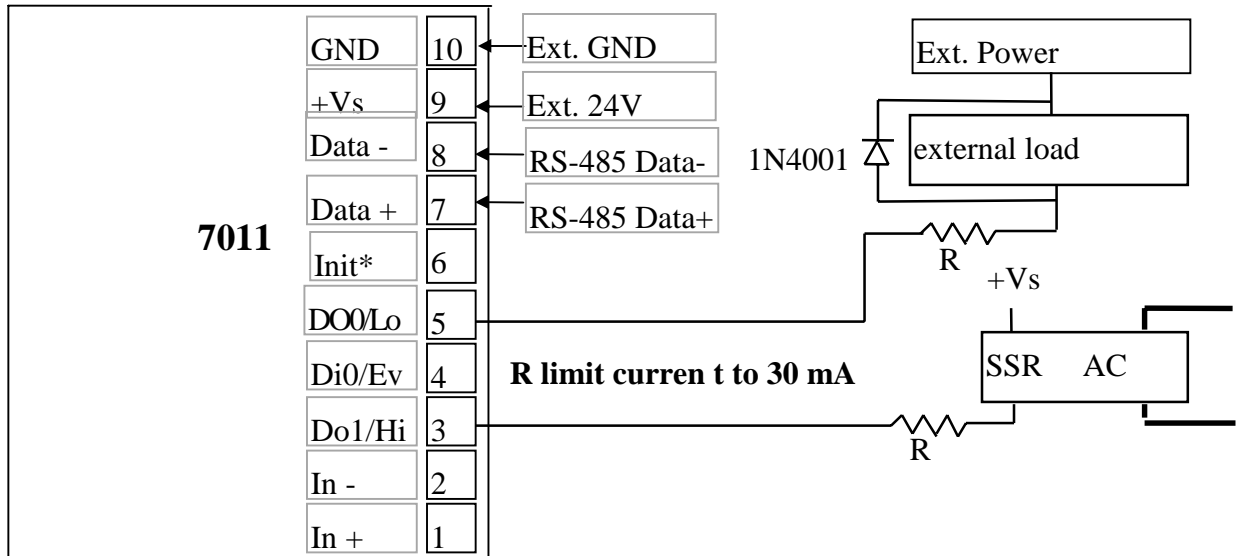 7011
GND 10 Ext. GND
+Vs 9 Ext. 24V
Data - 8 RS-485 Data-
Data + 7 RS-485 Data+
Init* 6
DO0/Lo 5
Di0/Ev 4
Do1/Hi 3
In - 2
In + 1
R limit curren t to 30 mA
Ext. Power
1N4001
external load
R
+Vs
SSR AC
R